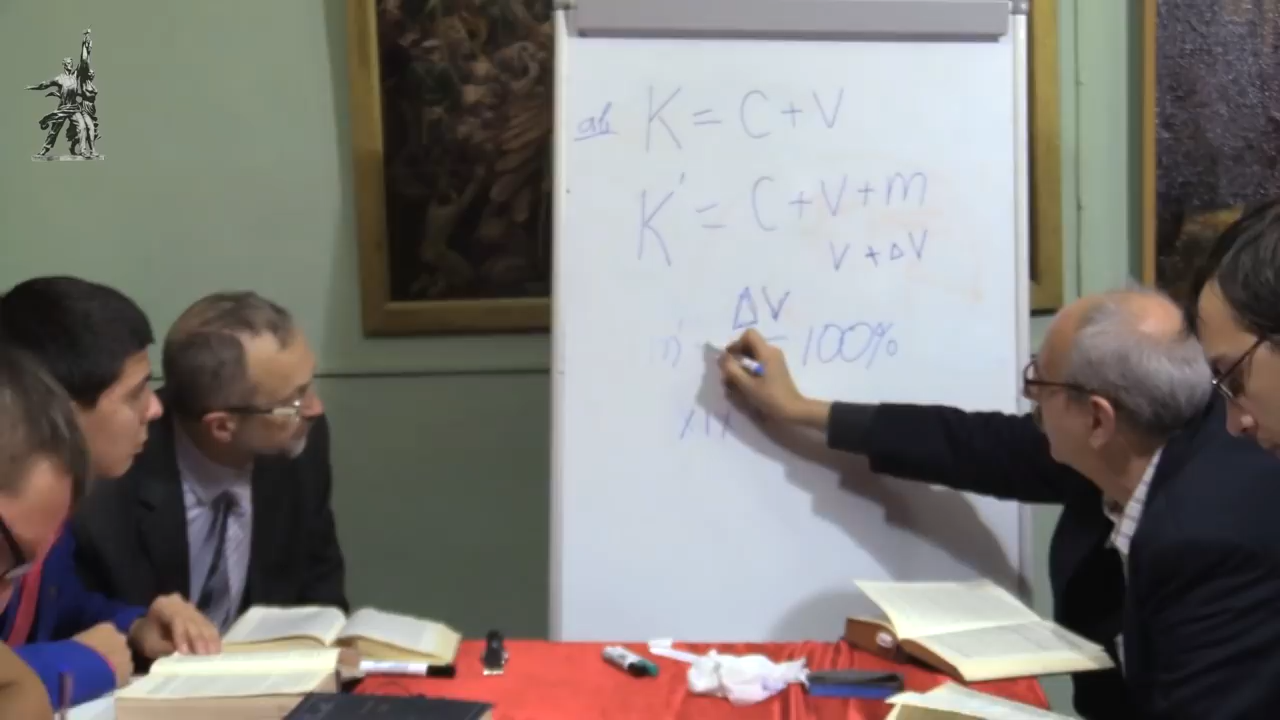 K = C + V
K' = C + V + m
V + ΔV
ΔV
= 100%